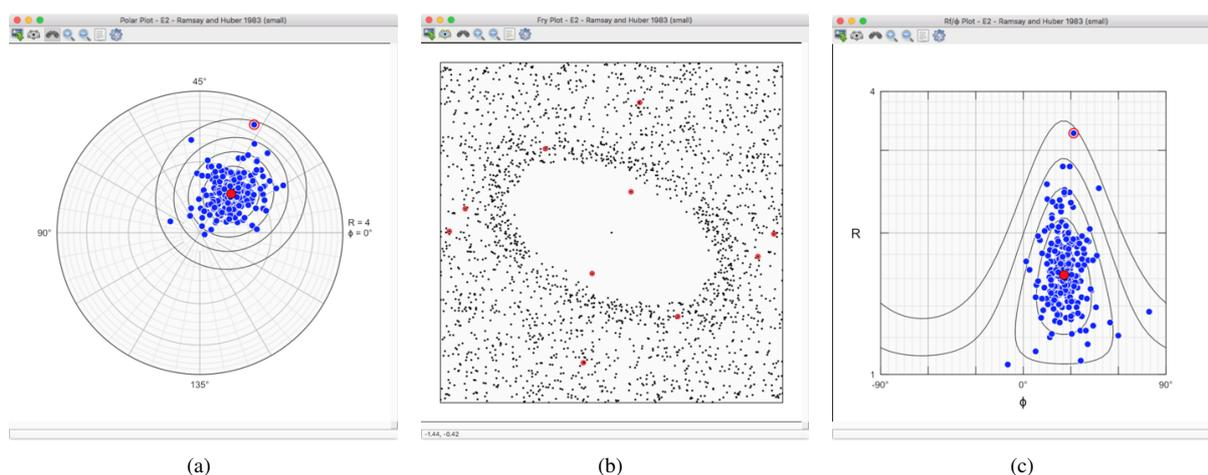 Polar Plot - E2 - Ramsay and Huber 1983 (small)
45°
90°
R = 4
ϕ = 0°
135°
(a)
Fry Plot - E2 - Ramsay and Huber 1983 (small)
-1.44, -0.42
(b)
Rf/ϕ Plot - E2 - Ramsay and Huber 1983 (small)
4
R
1
-90°
0°
90°
ϕ
(c)